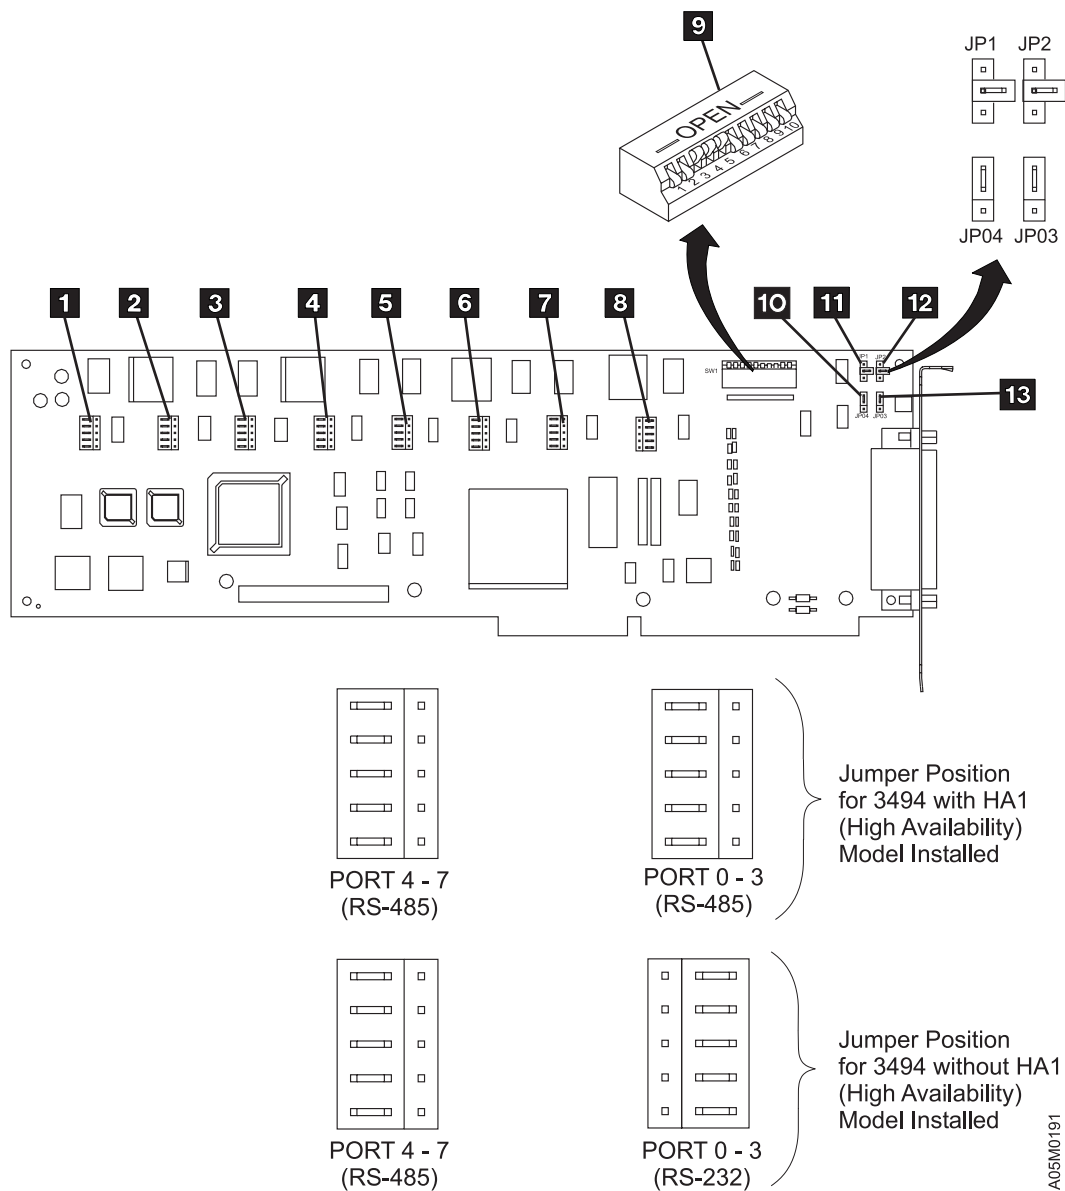 9
JP1 JP2
OPEN
1 2 3 4 5 6 7 8 9 10
JP04 JP03
1 2 3 4 5 6 7 8 10 11 12
SW1
JP1 JP2
JP04 JP03
13
PORT 4 - 7
(RS-485)
PORT 0 - 3
(RS-485)
Jumper Position
for 3494 with HA1
(High Availability)
Model Installed
PORT 4 - 7
(RS-485)
PORT 0 - 3
(RS-232)
Jumper Position
for 3494 without HA1
(High Availability)
Model Installed
A05M0191